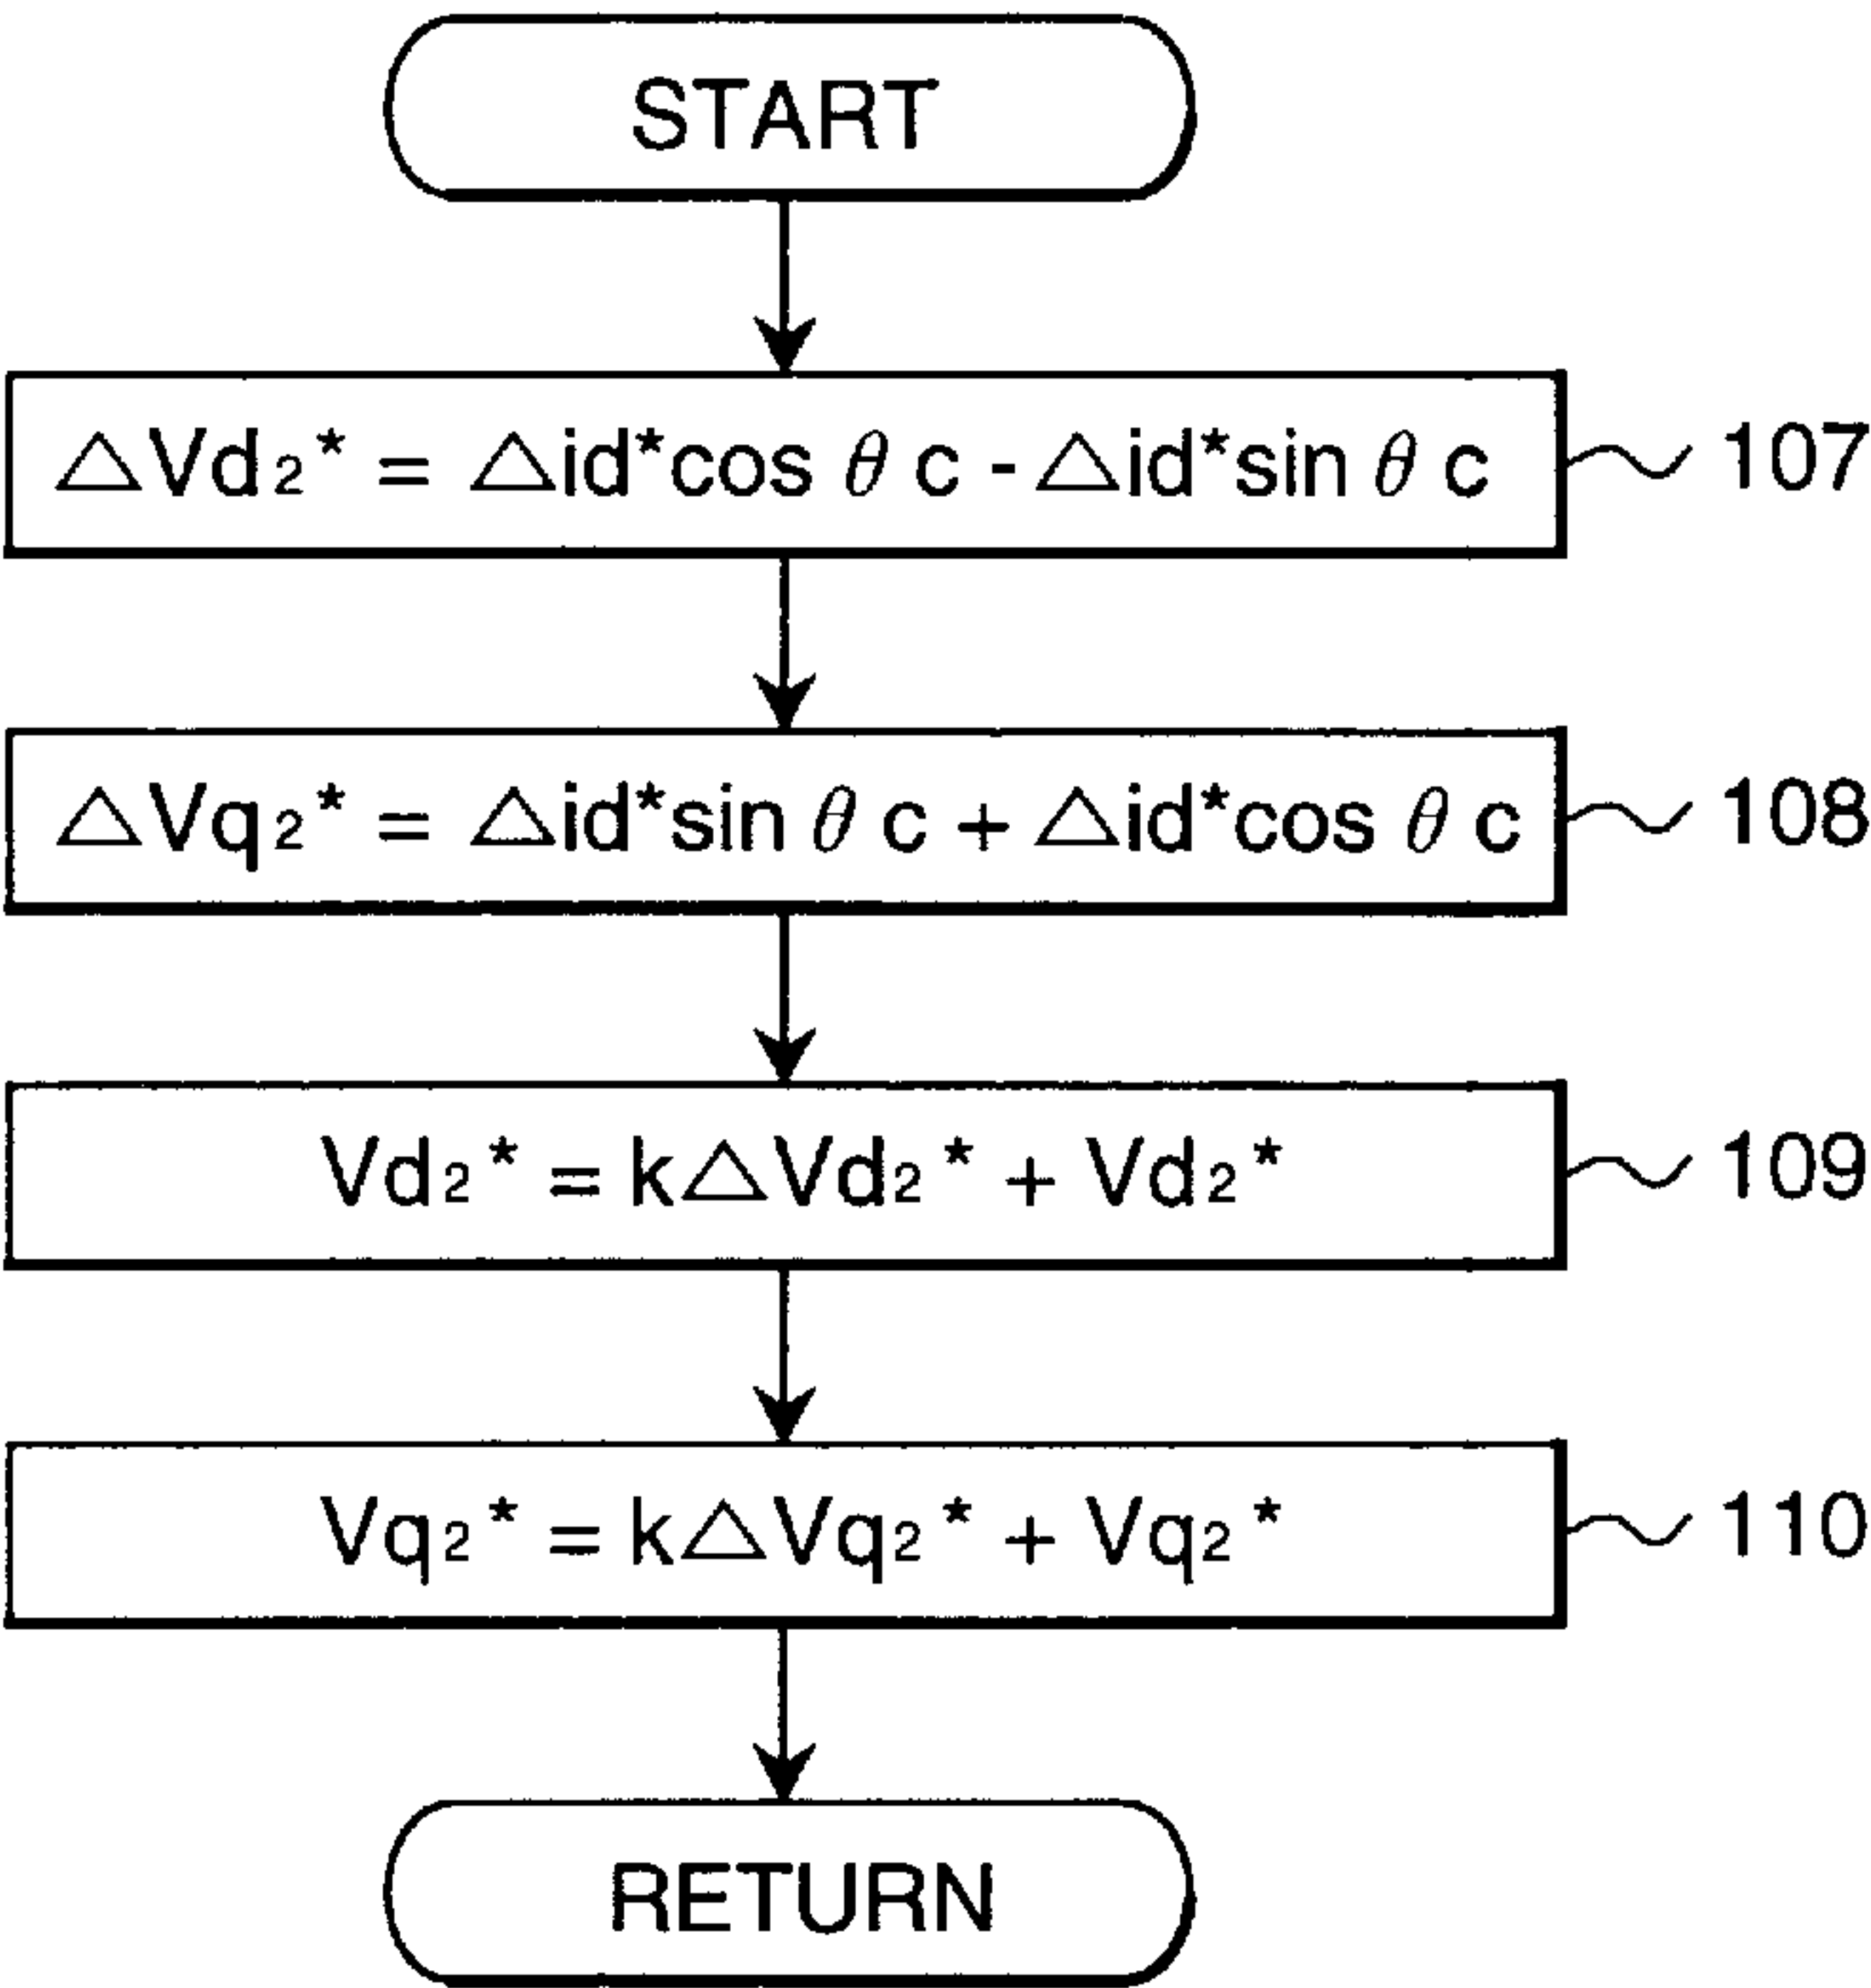 START
△Vd₂* = △id*cos θ c - △id*sin θ c 107
△Vq₂* = △id*sin θ c + △id*cos θ c 108
Vd₂* = k△Vd₂* + Vd₂* 109
Vq₂* = k△Vq₂* + Vq₂* 110
RETURN